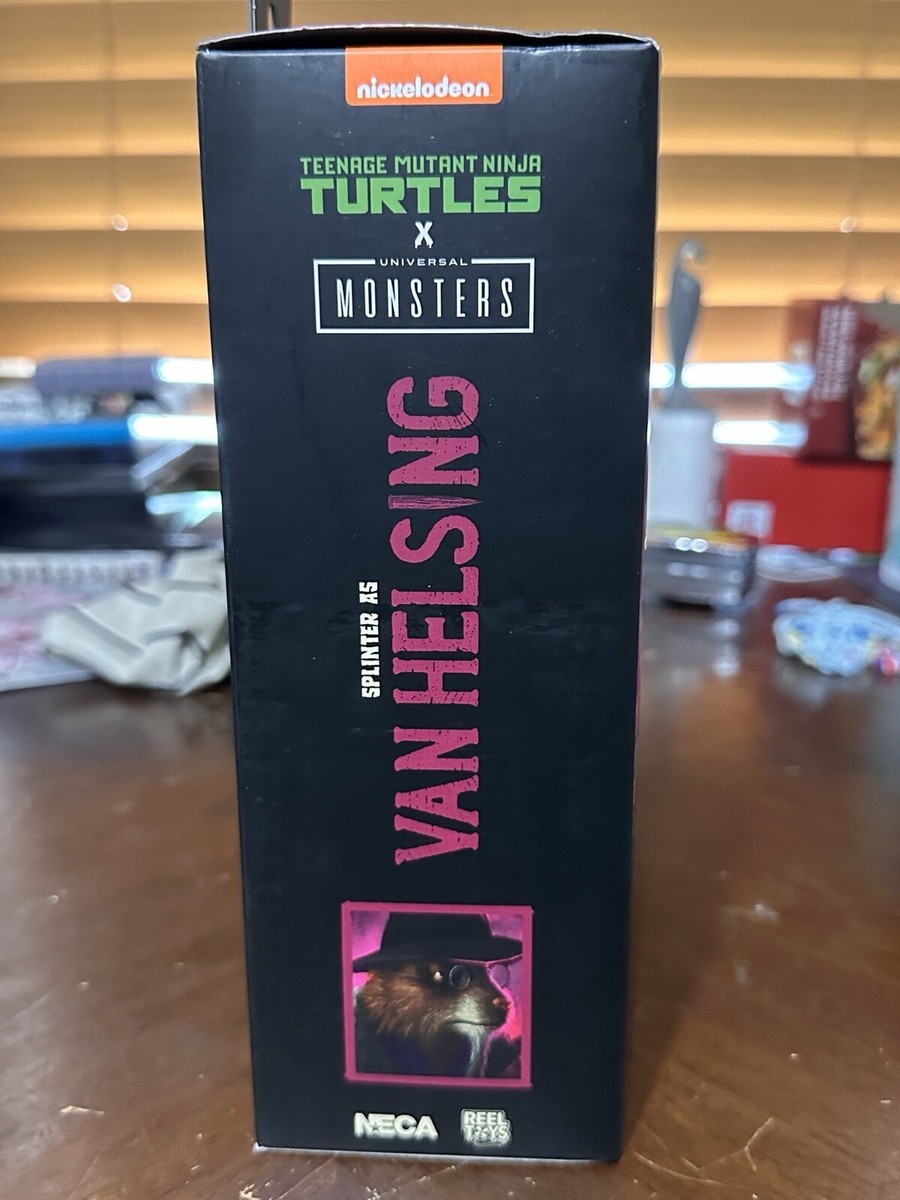 nickelodeon
TEENAGE MUTANT NINJA
TURTLES
X
UNIVERSAL
MONSTERS
SPLINTER AS
VAN HELSING
NECA
REEL
TOYS